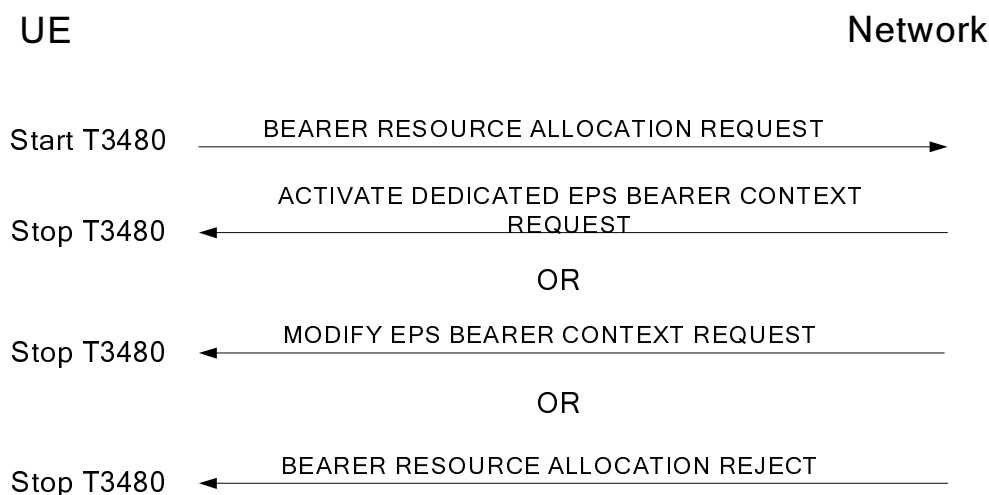 UE Network
Start T3480 BEARER RESOURCE ALLOCATION REQUEST
ACTIVATE DEDICATED EPS BEARER CONTEXT
REQUEST
Stop T3480
OR
MODIFY EPS BEARER CONTEXT REQUEST
Stop T3480
OR
BEARER RESOURCE ALLOCATION REJECT
Stop T3480